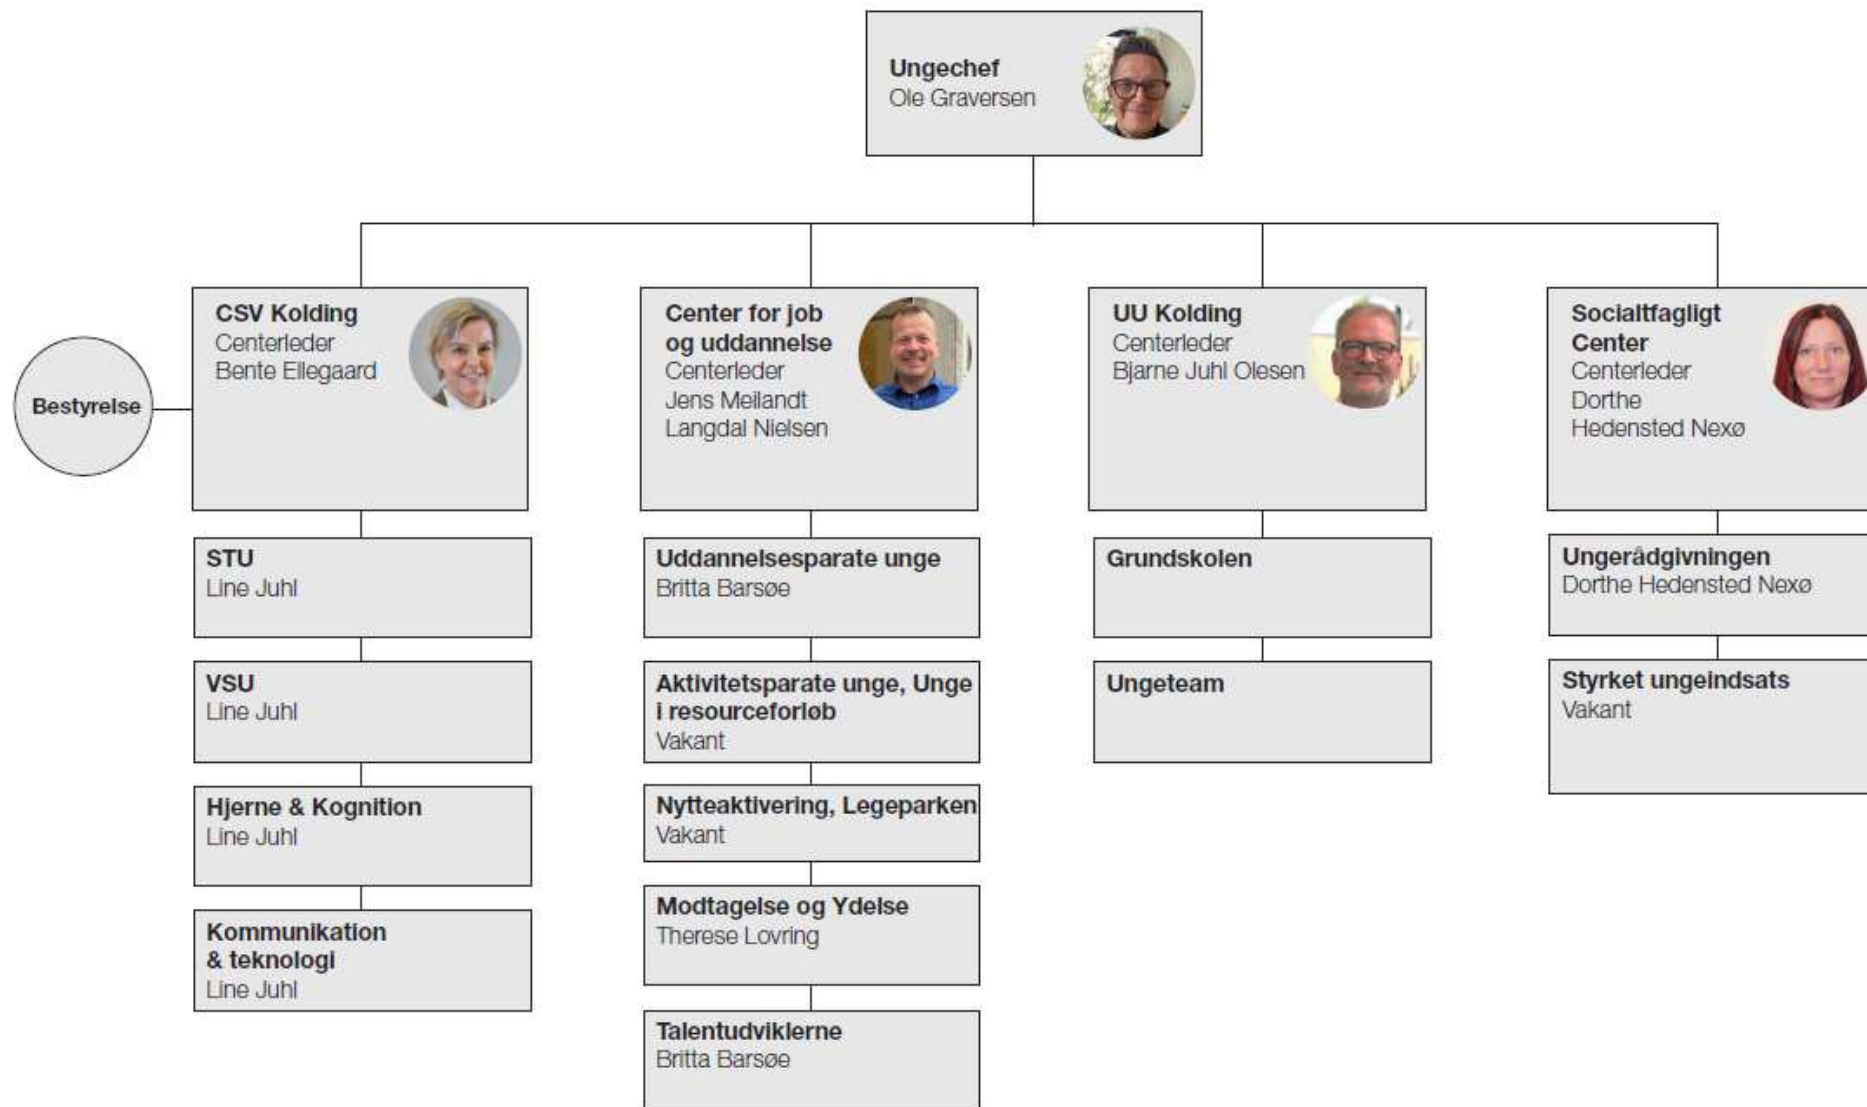 Ungechef
Ole Graversen
Bestyrelse
CSV Kolding
Centerleder
Bente Ellegaard
STU
Line Juhl
VSU
Line Juhl
Hjerne & Kognition
Line Juhl
Kommunikation
& teknologi
Line Juhl
Center for job
og uddannelse
Centerleder
Jens Meilandt
Langdal Nielsen
Uddannelsesparate unge
Britta Barsøe
Aktivitetsparate unge, Unge
i resourceforløb
Vakant
Nytteaktivering, Legeparken
Vakant
Modtagelse og Ydelse
Therese Lovring
Talentudviklerne
Britta Barsøe
UU Kolding
Centerleder
Bjarne Juhl Olesen
Grundskolen
Ungeteam
Socialtfagligt
Center
Centerleder
Dorthe
Hedensted Nexø
Ungerådgivningen
Dorthe Hedensted Nexø
Styrket ungeindsats
Vakant